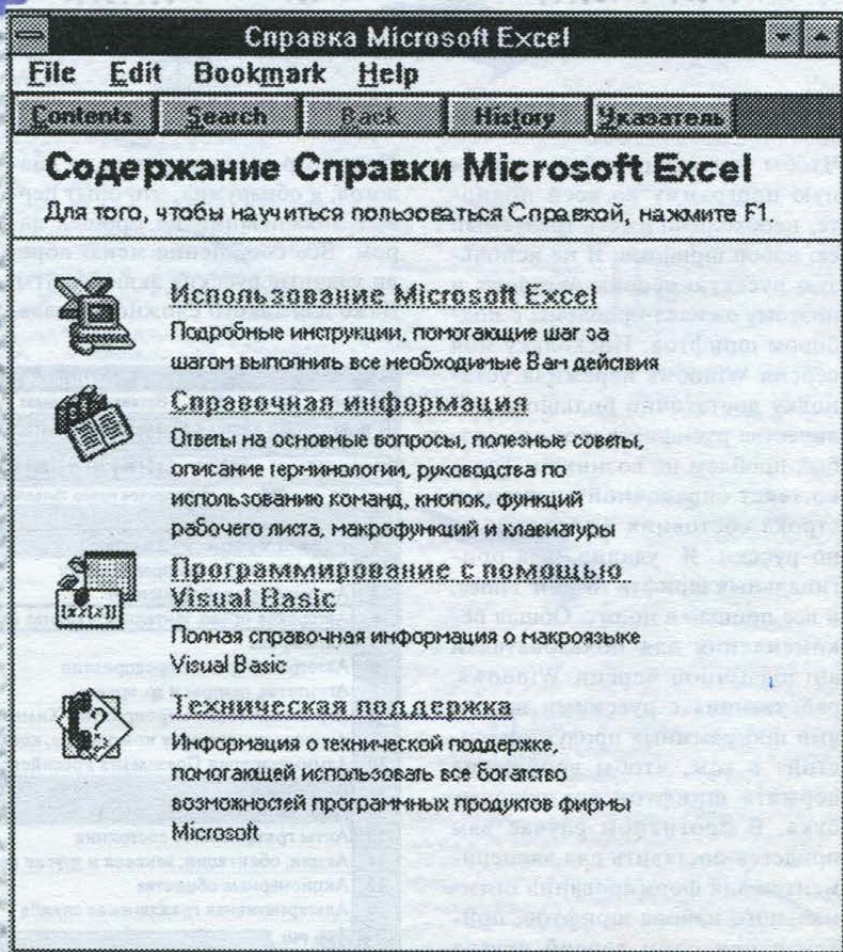 Справка Microsoft Excel
File Edit Bookmark Help
Contents Search Back History Указатель
Содержание Справки Microsoft Excel
Для того, чтобы научиться пользоваться Справкой, нажмите F1.
Использование Microsoft Excel
Подробные инструкции, помогающие шаг за
шагом выполнить все необходимые Вам действия
Справочная информация
Ответы на основные вопросы, полезные советы,
описание терминологии, руководства по
использованию команд, кнопок, функций
рабочего листа, макрофункций и клавиатуры
Программирование с помощью
Visual Basic
Полная справочная информация о макроязыке
Visual Basic
Техническая поддержка
Информация о технической поддержке,
помогающей использовать всё богатство
возможностей программных продуктов фирмы
Microsoft